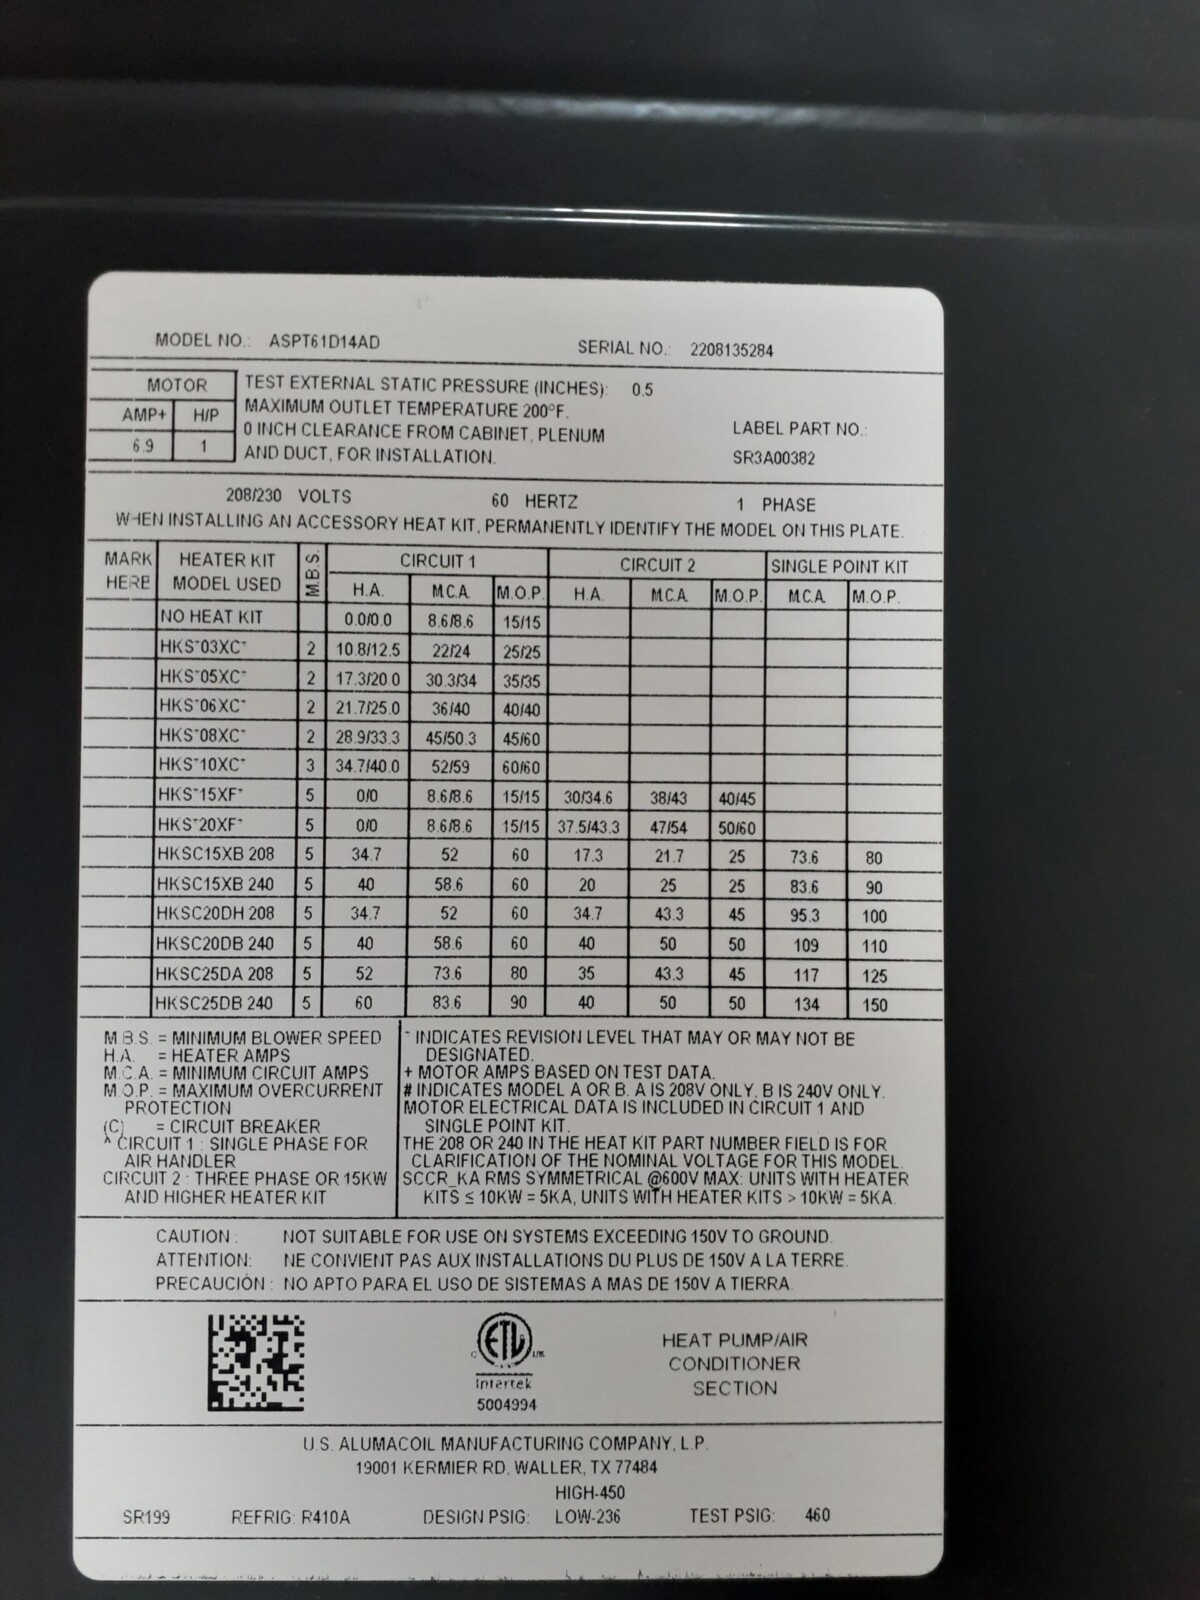 MODEL NO.: ASPT61D14AD SERIAL NO.: 2208135284
MOTOR
AMP+ H/P
6.9 1
TEST EXTERNAL STATIC PRESSURE (INCHES): 0.5
MAXIMUM OUTLET TEMPERATURE 200°F.
0 INCH CLEARANCE FROM CABINET, PLENUM
AND DUCT, FOR INSTALLATION.
LABEL PART NO.:
SR3A00382
208/230 VOLTS 60 HERTZ 1 PHASE
WHEN INSTALLING AN ACCESSORY HEAT KIT, PERMANENTLY IDENTIFY THE MODEL ON THIS PLATE.
MARK HERE HEATER KIT MODEL USED M.B.S. CIRCUIT 1 CIRCUIT 2 SINGLE POINT KIT
H.A. M.C.A. M.O.P. H.A. M.C.A. M.O.P. M.C.A. M.O.P.
NO HEAT KIT 0.0/0.0 8.6/8.6 15/15
HKS*03XC* 2 10.8/12.5 22/24 25/25
HKS*05XC* 2 17.3/20.0 30.3/34 35/35
HKS*06XC* 2 21.7/25.0 36/40 40/40
HKS*08XC* 2 28.9/33.3 45/50.3 45/60
HKS*10XC* 3 34.7/40.0 52/59 60/60
HKS*15XF* 5 0/0 8.6/8.6 15/15 30/34.6 38/43 40/45
HKS*20XF* 5 0/0 8.6/8.6 15/15 37.5/43.3 47/54 50/60
HKSC15XB 208 5 34.7 52 60 17.3 21.7 25 73.6 80
HKSC15XB 240 5 40 58.6 60 20 25 25 83.6 90
HKSC20DH 208 5 34.7 52 60 34.7 43.3 45 95.3 100
HKSC20DB 240 5 40 58.6 60 40 50 50 109 110
HKSC25DA 208 5 52 73.6 80 35 43.3 45 117 125
HKSC25DB 240 5 60 83.6 90 40 50 50 134 150
M.B.S. = MINIMUM BLOWER SPEED
H.A. = HEATER AMPS
M.C.A. = MINIMUM CIRCUIT AMPS
M.O.P. = MAXIMUM OVERCURRENT
PROTECTION
(C) = CIRCUIT BREAKER
^ CIRCUIT 1 : SINGLE PHASE FOR
AIR HANDLER
CIRCUIT 2 : THREE PHASE OR 15KW
AND HIGHER HEATER KIT
* INDICATES REVISION LEVEL THAT MAY OR MAY NOT BE
DESIGNATED.
+ MOTOR AMPS BASED ON TEST DATA.
# INDICATES MODEL A OR B. A IS 208V ONLY, B IS 240V ONLY.
MOTOR ELECTRICAL DATA IS INCLUDED IN CIRCUIT 1 AND
SINGLE POINT KIT.
THE 208 OR 240 IN THE HEAT KIT PART NUMBER FIELD IS FOR
CLARIFICATION OF THE NOMINAL VOLTAGE FOR THIS MODEL.
SCCR_KA RMS SYMMETRICAL @600V MAX: UNITS WITH HEATER
KITS ≤ 10KW = 5KA, UNITS WITH HEATER KITS > 10KW = 5KA.
CAUTION : NOT SUITABLE FOR USE ON SYSTEMS EXCEEDING 150V TO GROUND.
ATTENTION: NE CONVIENT PAS AUX INSTALLATIONS DU PLUS DE 150V A LA TERRE.
PRECAUCIÓN : NO APTO PARA EL USO DE SISTEMAS A MAS DE 150V A TIERRA.
ETL
C US
Intertek
5004994
HEAT PUMP/AIR
CONDITIONER
SECTION
U.S. ALUMACOIL MANUFACTURING COMPANY, L.P.
19001 KERMIER RD, WALLER, TX 77484
HIGH-450
SR199 REFRIG: R410A DESIGN PSIG: LOW-236 TEST PSIG: 460